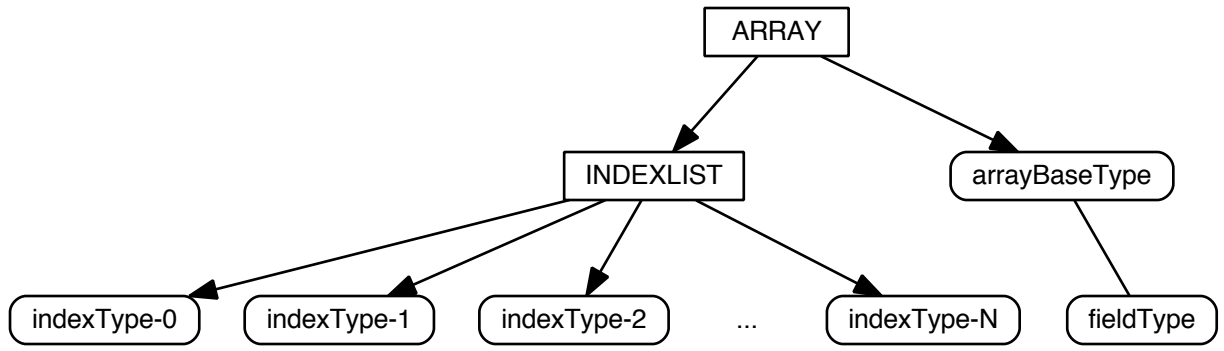 ARRAY
INDEXLIST
arrayBaseType
indexType-0
indexType-1
indexType-2
...
indexType-N
fieldType